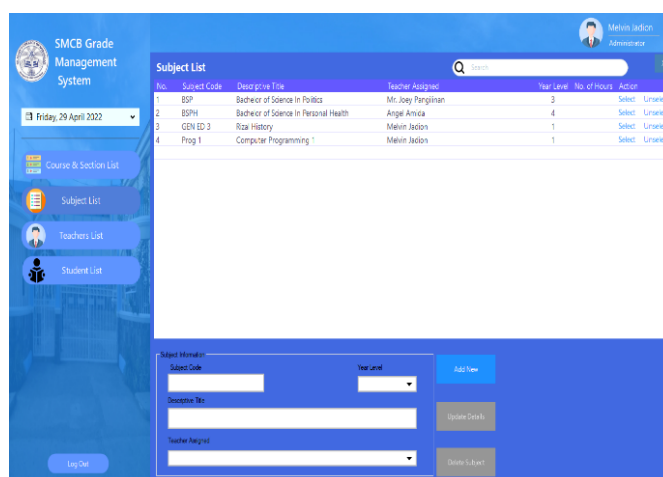 SMCB Grade
Management
System
Melvin Jadion
Administrator
Friday, 29 April 2022
Course & Section List
Subject List
Teachers List
Student List
Log Out
Subject List
Search
No. Subject Code Descriptive Title Teacher Assigned Year Level No. of Hours Action
1 BSP Bachelor of Science In Politics Mr. Joey Pangilinan 3 Select Unsele
2 BSPH Bachelor of Science In Personal Health Angel Amida 4 Select Unsele
3 GEN ED 3 Rizal History Melvin Jadion 1 Select Unsele
4 Prog 1 Computer Programming 1 Melvin Jadion 1 Select Unsele
Subject Information
Subject Code Year Level
Descriptive Title
Teacher Assigned
Add New
Update Details
Delete Subject